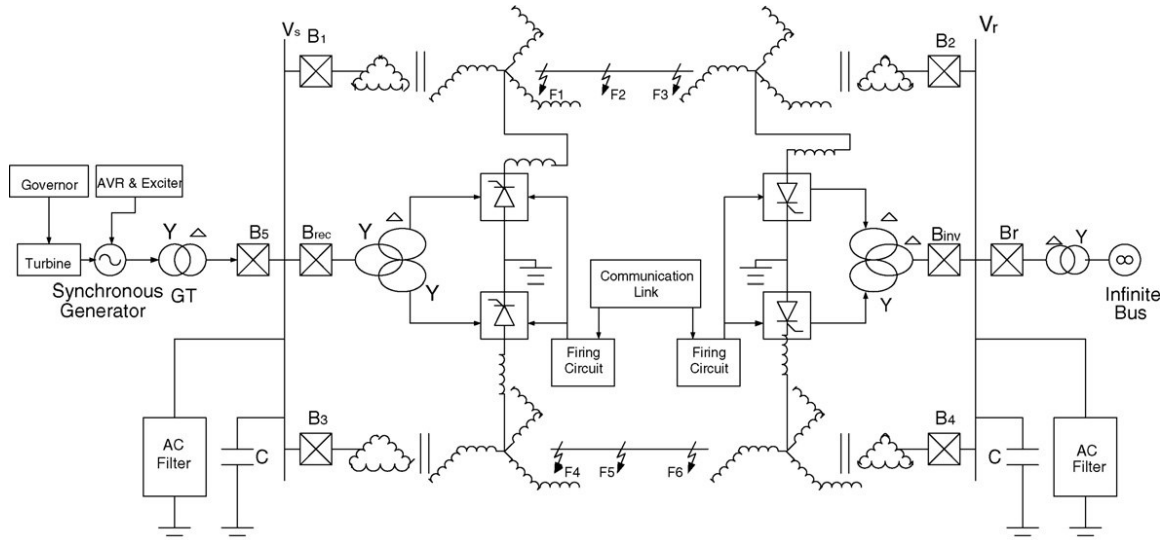 Vs
B1
B2
Vr
F1
F2
F3
Governor
AVR & Exciter
Turbine
Synchronous
Generator
Y
Δ
GT
B5
Brec
Y
Δ
Y
Communication
Link
Firing
Circuit
Firing
Circuit
Δ
Δ
Y
Binv
Br
Δ
Y
∞
Infinite
Bus
B3
B4
F4
F5
F6
AC
Filter
C
C
AC
Filter